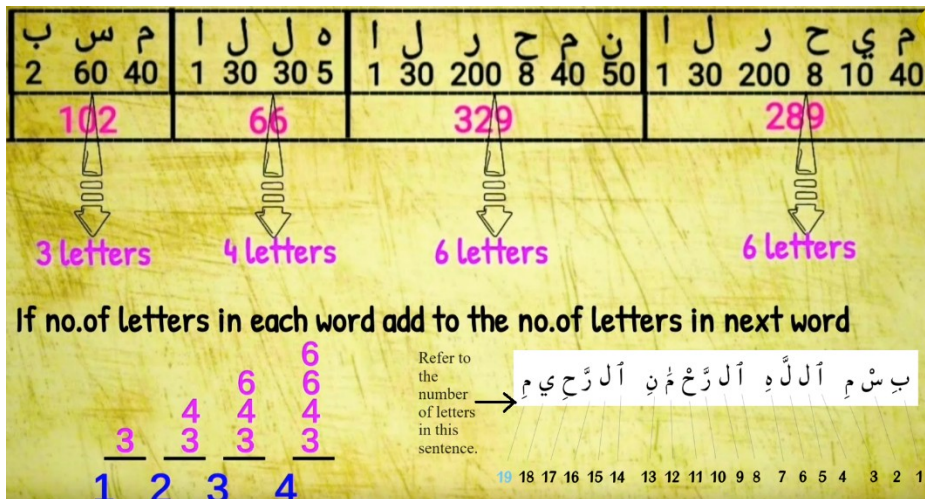 ب س م ا ل ل ه ا ل ر ح م ن ا ل ر ح ي م
2 60 40 1 30 30 5 1 30 200 8 40 50 1 30 200 8 10 40
102 66 329 289
3 letters 4 letters 6 letters 6 letters
If no.of letters in each word add to the no.of letters in next word
6
6 6
4 4 4
3 3 3 3
1 2 3 4
Refer to
the
number
of letters
in this
sentence.
بِ سْ مِ ٱ ل لَّ هِ ٱ ل رَّ حْ مَٰ نِ ٱ ل رَّ حِ ي مِ
19 18 17 16 15 14 13 12 11 10 9 8 7 6 5 4 3 2 1